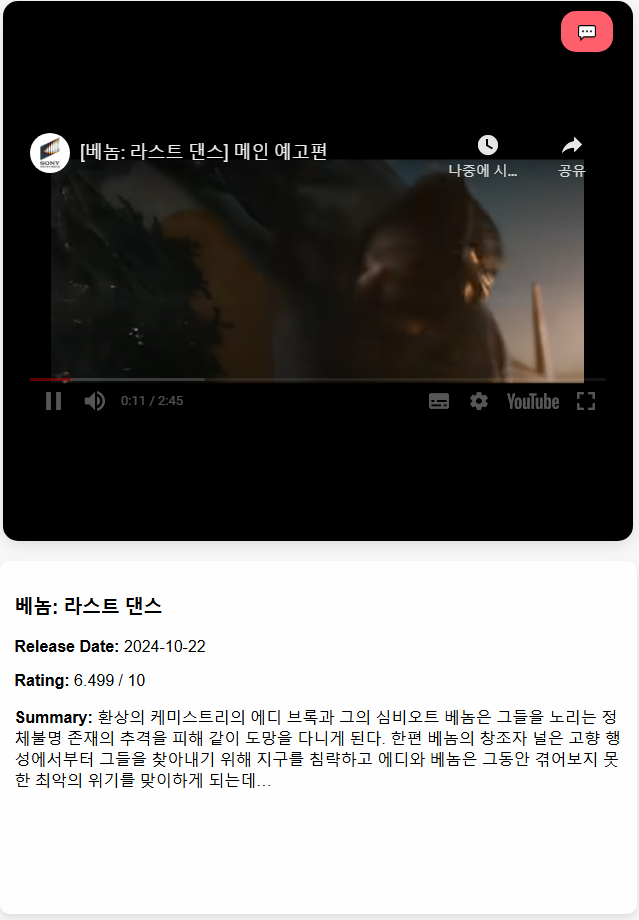 SONY
[베놈: 라스트 댄스] 메인 예고편
나중에 시...
공유
0:11 / 2:45
YouTube
베놈: 라스트 댄스
Release Date: 2024-10-22
Rating: 6.499 / 10
Summary: 환상의 케미스트리의 에디 브록과 그의 심비오트 베놈은 그들을 노리는 정
체불명 존재의 추격을 피해 같이 도망을 다니게 된다. 한편 베놈의 창조자 널은 고향 행
성에서부터 그들을 찾아내기 위해 지구를 침략하고 에디와 베놈은 그동안 겪어보지 못
한 최악의 위기를 맞이하게 되는데…